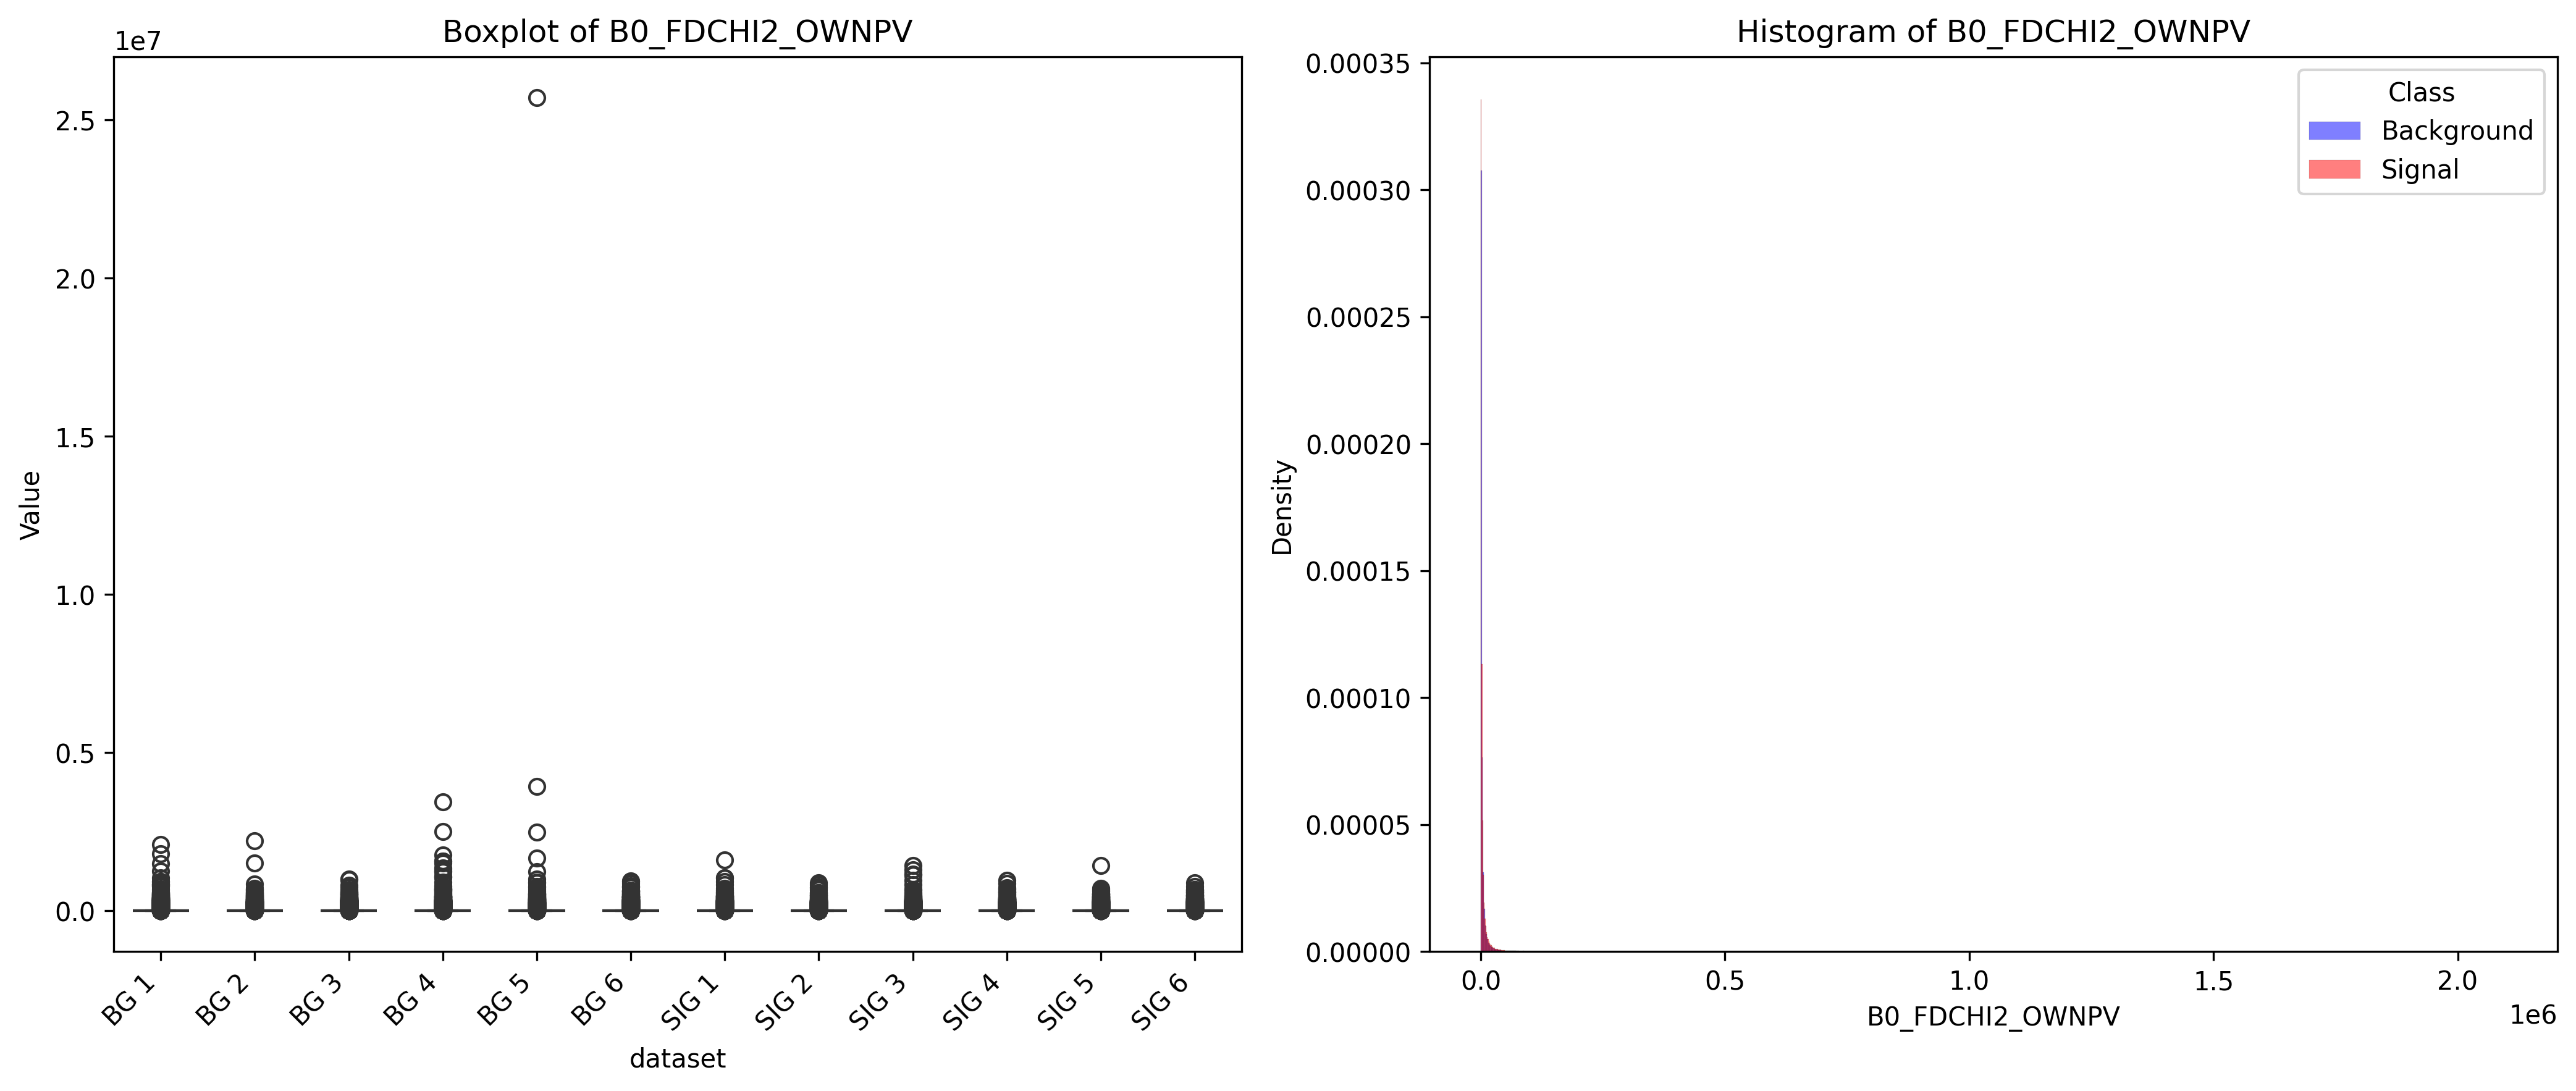 Boxplot of B0_FDCHI2_OWNPV
1e7
2.5
2.0
1.5
1.0
0.5
0.0
Value
BG 1
BG 2
BG 3
BG 4
BG 5
BG 6
SIG 1
SIG 2
SIG 3
SIG 4
SIG 5
SIG 6
dataset
Histogram of B0_FDCHI2_OWNPV
0.00035
0.00030
0.00025
0.00020
0.00015
0.00010
0.00005
0.00000
Density
Class
Background
Signal
0.0 0.5 1.0 1.5 2.0
1e6
B0_FDCHI2_OWNPV